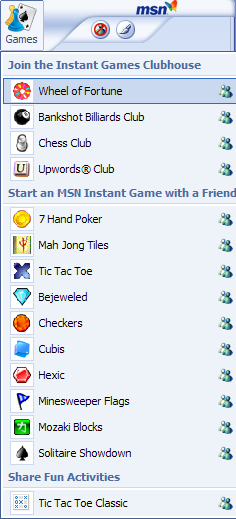 msn
Games
Join the Instant Games Clubhouse
Wheel of Fortune
Bankshot Billiards Club
Chess Club
Upwords® Club
Start an MSN Instant Game with a Friend
7 Hand Poker
Mah Jong Tiles
Tic Tac Toe
Bejeweled
Checkers
Cubis
Hexic
Minesweeper Flags
Mozaki Blocks
Solitaire Showdown
Share Fun Activities
Tic Tac Toe Classic